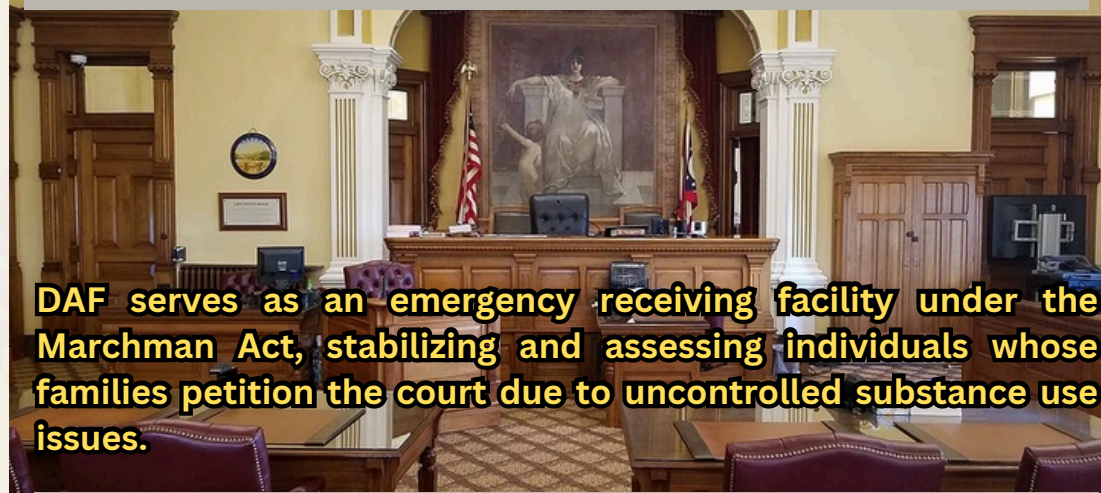 DAF serves as an emergency receiving facility under the
Marchman Act, stabilizing and assessing individuals whose
families petition the court due to uncontrolled substance use
issues.